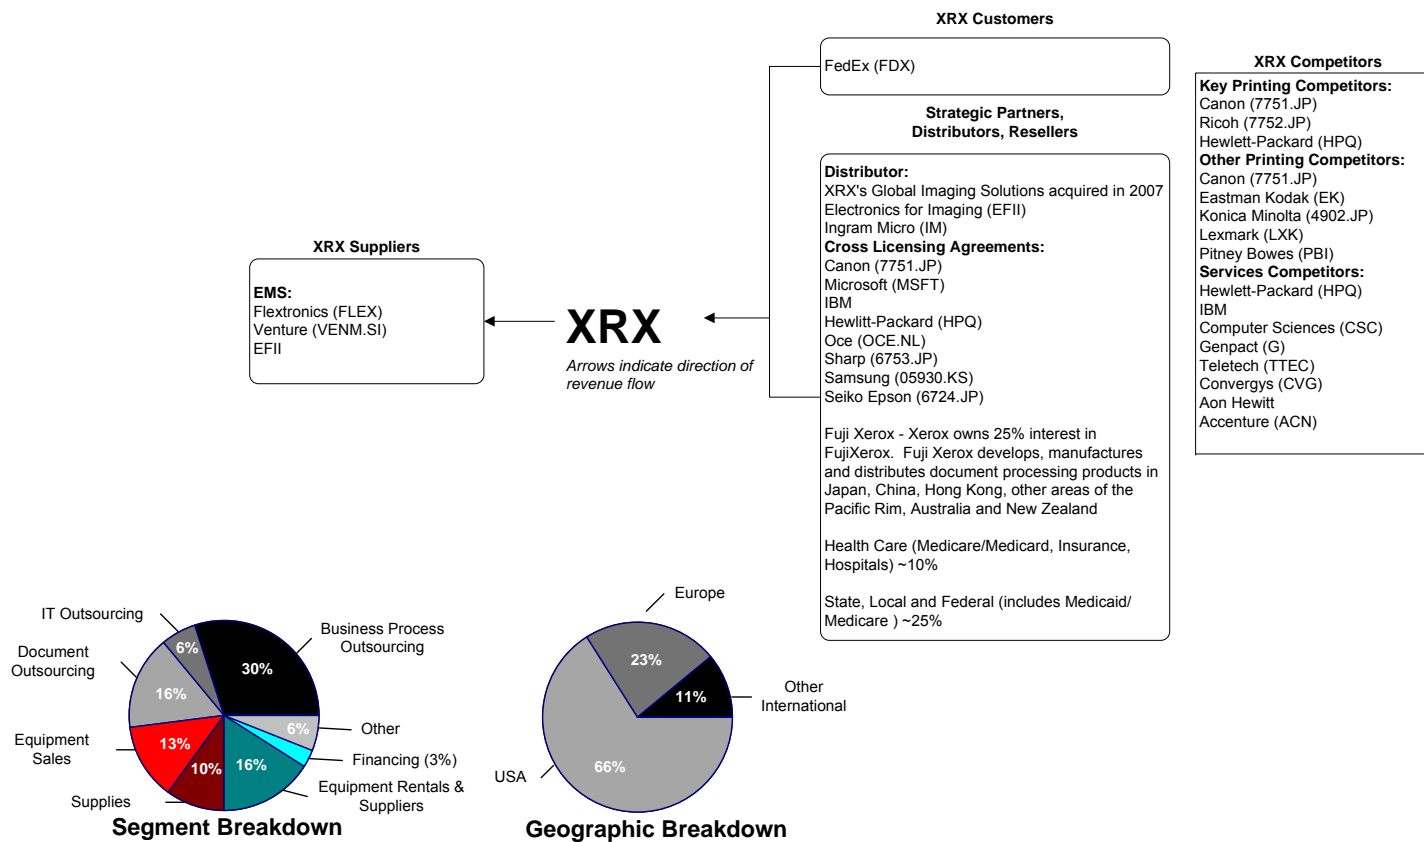 XRX Customers
FedEx (FDX)
Strategic Partners,
Distributors, Resellers
Distributor:
XRX's Global Imaging Solutions acquired in 2007
Electronics for Imaging (EFII)
Ingram Micro (IM)
Cross Licensing Agreements:
Canon (7751.JP)
Microsoft (MSFT)
IBM
Hewlitt-Packard (HPQ)
Oce (OCE.NL)
Sharp (6753.JP)
Samsung (05930.KS)
Seiko Epson (6724.JP)
Fuji Xerox - Xerox owns 25% interest in
FujiXerox.  Fuji Xerox develops, manufactures
and distributes document processing products in
Japan, China, Hong Kong, other areas of the
Pacific Rim, Australia and New Zealand
Health Care (Medicare/Medicard, Insurance,
Hospitals) ~10%
State, Local and Federal (includes Medicaid/
Medicare ) ~25%
XRX Competitors
Key Printing Competitors:
Canon (7751.JP)
Ricoh (7752.JP)
Hewlett-Packard (HPQ)
Other Printing Competitors:
Canon (7751.JP)
Eastman Kodak (EK)
Konica Minolta (4902.JP)
Lexmark (LXK)
Pitney Bowes (PBI)
Services Competitors:
Hewlett-Packard (HPQ)
IBM
Computer Sciences (CSC)
Genpact (G)
Teletech (TTEC)
Convergys (CVG)
Aon Hewitt
Accenture (ACN)
XRX Suppliers
EMS:
Flextronics (FLEX)
Venture (VENM.SI)
EFII
XRX
Arrows indicate direction of
revenue flow
IT Outsourcing
6%
Business Process
Outsourcing
30%
Document
Outsourcing
16%
Equipment
Sales
13%
Supplies
10%
Equipment Rentals &
Suppliers
16%
Financing (3%)
Other
6%
Segment Breakdown
Europe
23%
Other
International
11%
USA
66%
Geographic Breakdown